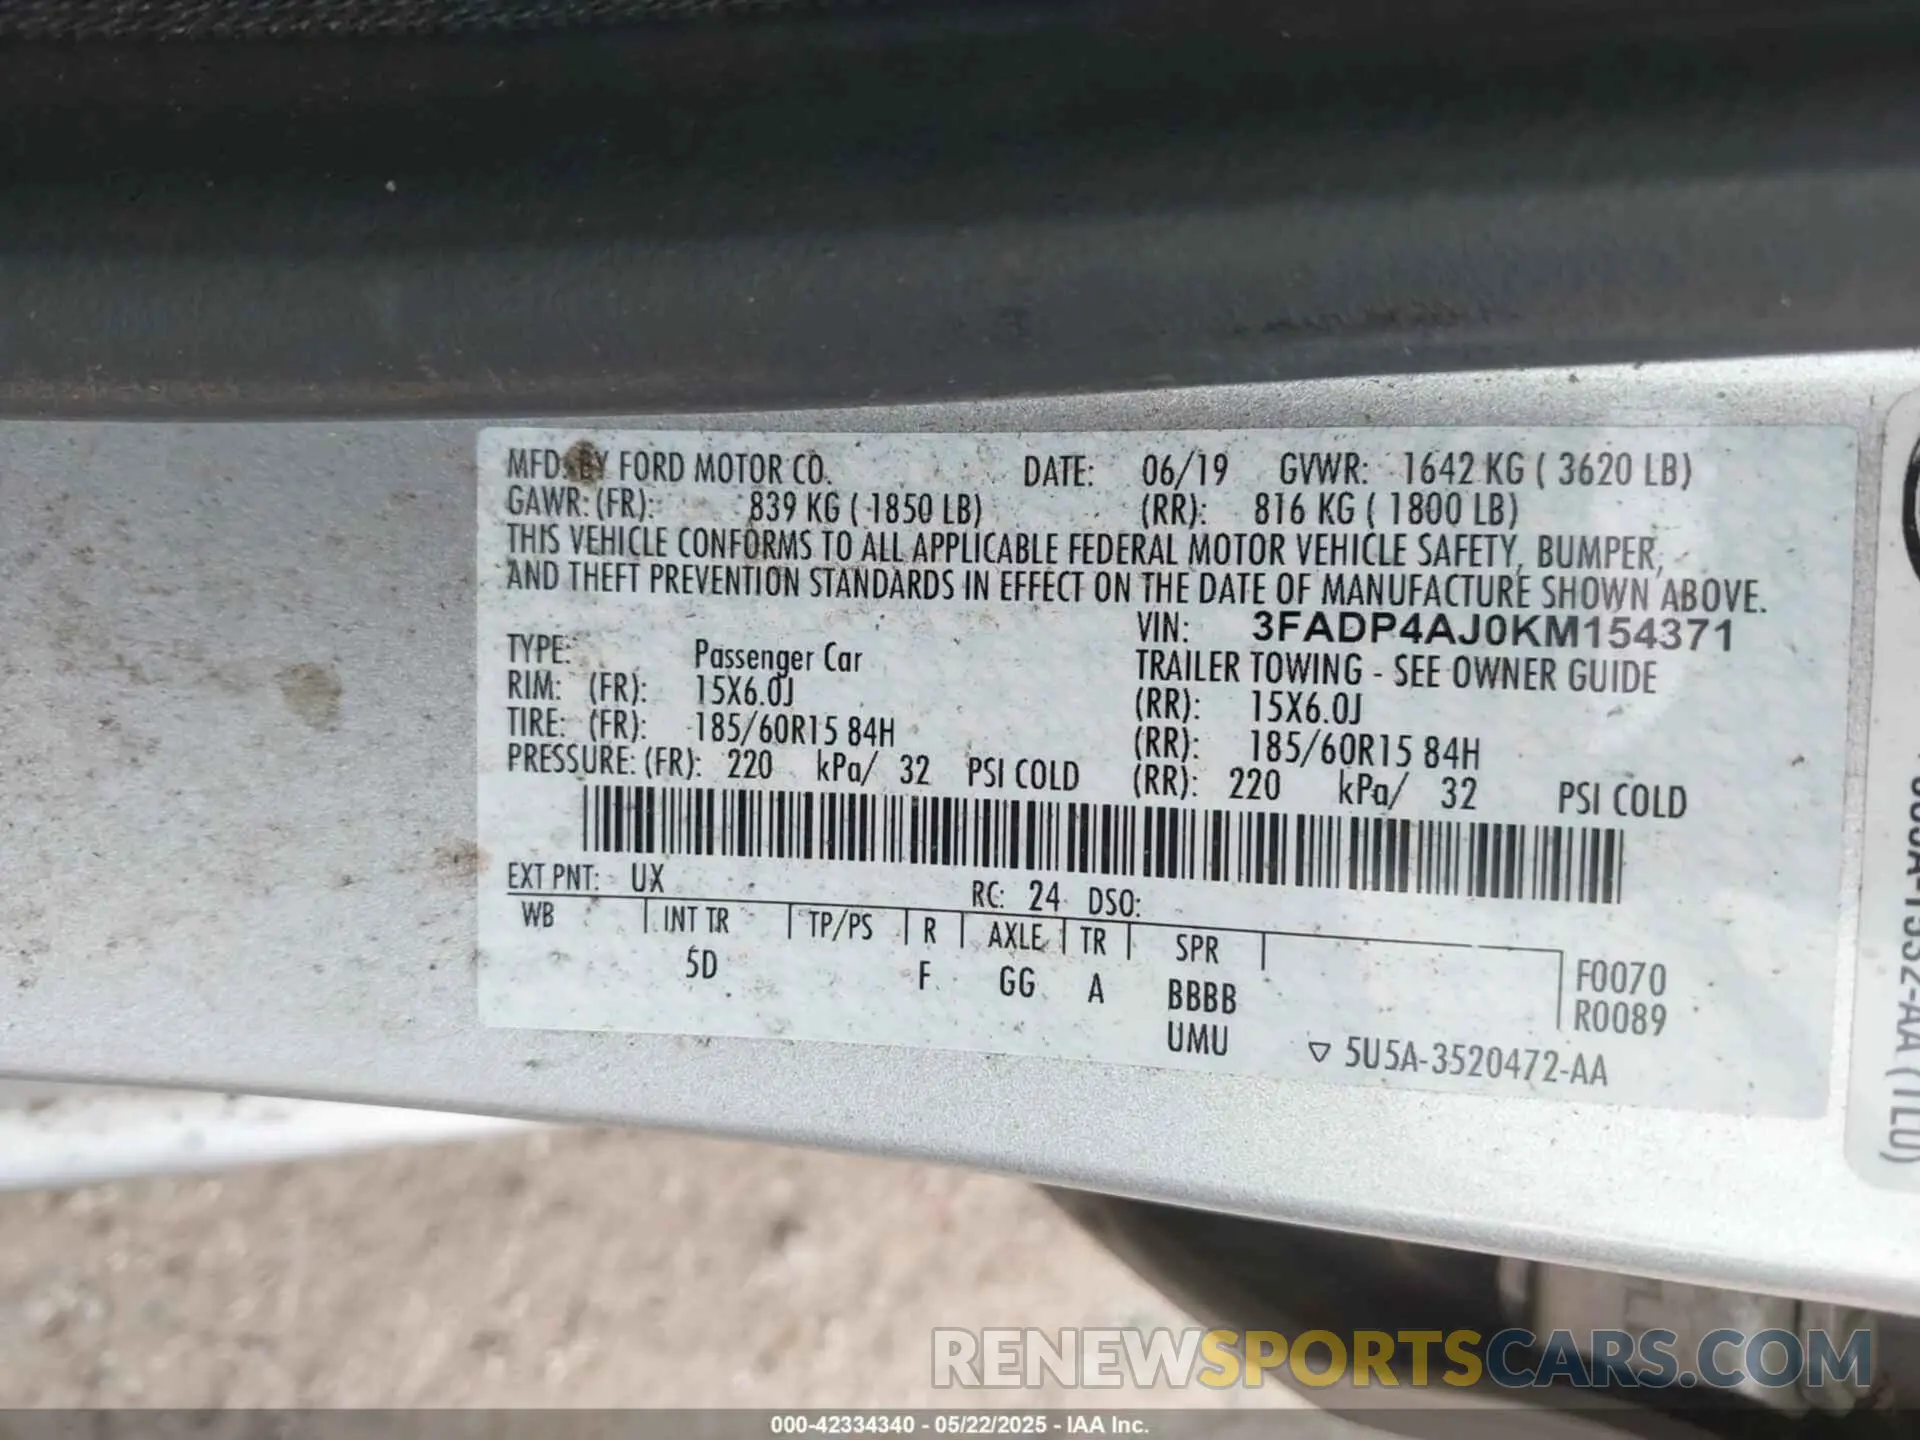 MFD. BY FORD MOTOR CO. DATE: 06/19 GVWR: 1642 KG ( 3620 LB)
GAWR: (FR): 839 KG ( 1850 LB) (RR): 816 KG ( 1800 LB)
THIS VEHICLE CONFORMS TO ALL APPLICABLE FEDERAL MOTOR VEHICLE SAFETY, BUMPER,
AND THEFT PREVENTION STANDARDS IN EFFECT ON THE DATE OF MANUFACTURE SHOWN ABOVE.
VIN: 3FADP4AJ0KM154371
TYPE: Passenger Car TRAILER TOWING - SEE OWNER GUIDE
RIM: (FR): 15X6.0J (RR): 15X6.0J
TIRE: (FR): 185/60R15 84H (RR): 185/60R15 84H
PRESSURE: (FR): 220 kPa/ 32 PSI COLD (RR): 220 kPa/ 32 PSI COLD
EXT PNT: UX RC: 24 DSO:
WB INT TR TP/PS R AXLE TR SPR
5D F GG A BBBB F0070
UMU R0089
5U5A-3520472-AA
1532-AA (TL0)
RENEWSPORTSCARS.COM
000-42334340 - 05/22/2025 - IAA Inc.